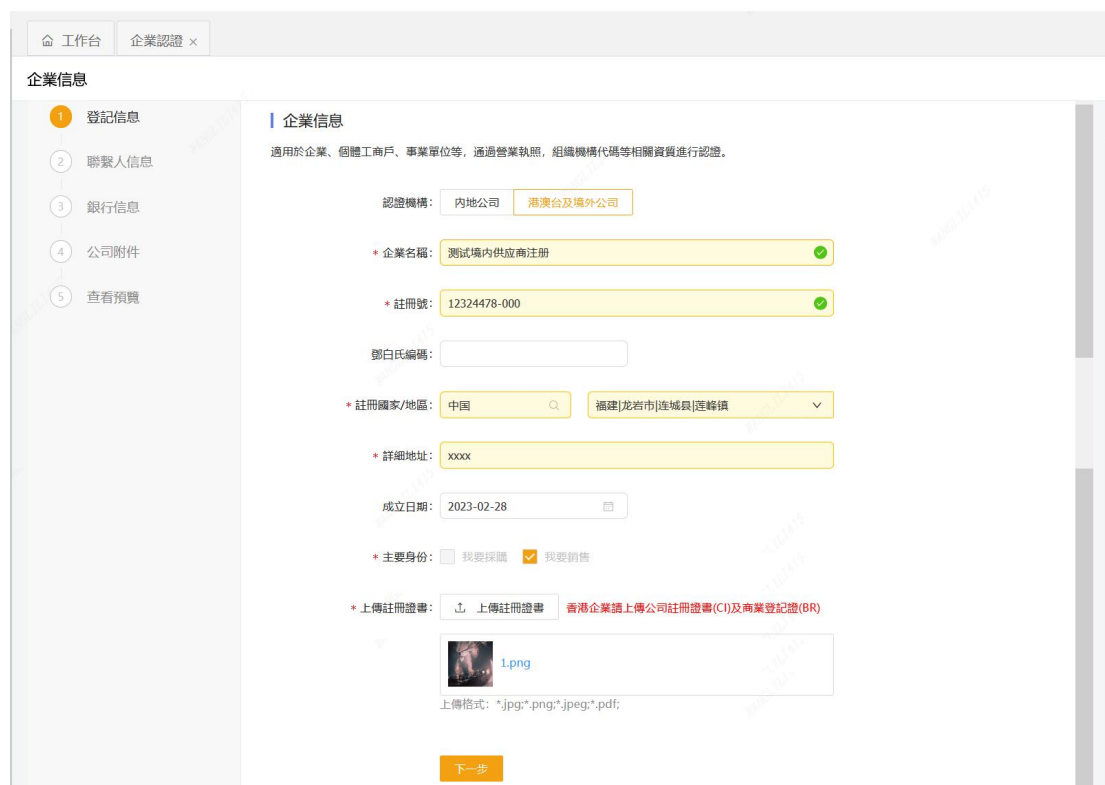 工作台 企業認證 ×
企業信息
1 登記信息
2 聯繫人信息
3 銀行信息
4 公司附件
5 查看預覽
企業信息
適用於企業、個體工商戶、事業單位等，通過營業執照，組織機構代碼等相關資質進行認證。
認證機構： 内地公司 港澳台及境外公司
* 企業名稱： 测试境内供应商注册
* 註冊號： 12324478-000
鄧白氏編碼：
* 註冊國家/地區： 中国 福建|龙岩市|连城县|莲峰镇
* 詳細地址： xxxx
成立日期： 2023-02-28
* 主要身份： 我要採購 我要銷售
* 上傳註冊證書： 上傳註冊證書 香港企業請上傳公司註冊證書(CI)及商業登記證(BR)
1.png
上傳格式：*.jpg;*.png;*.jpeg;*.pdf;
下一步